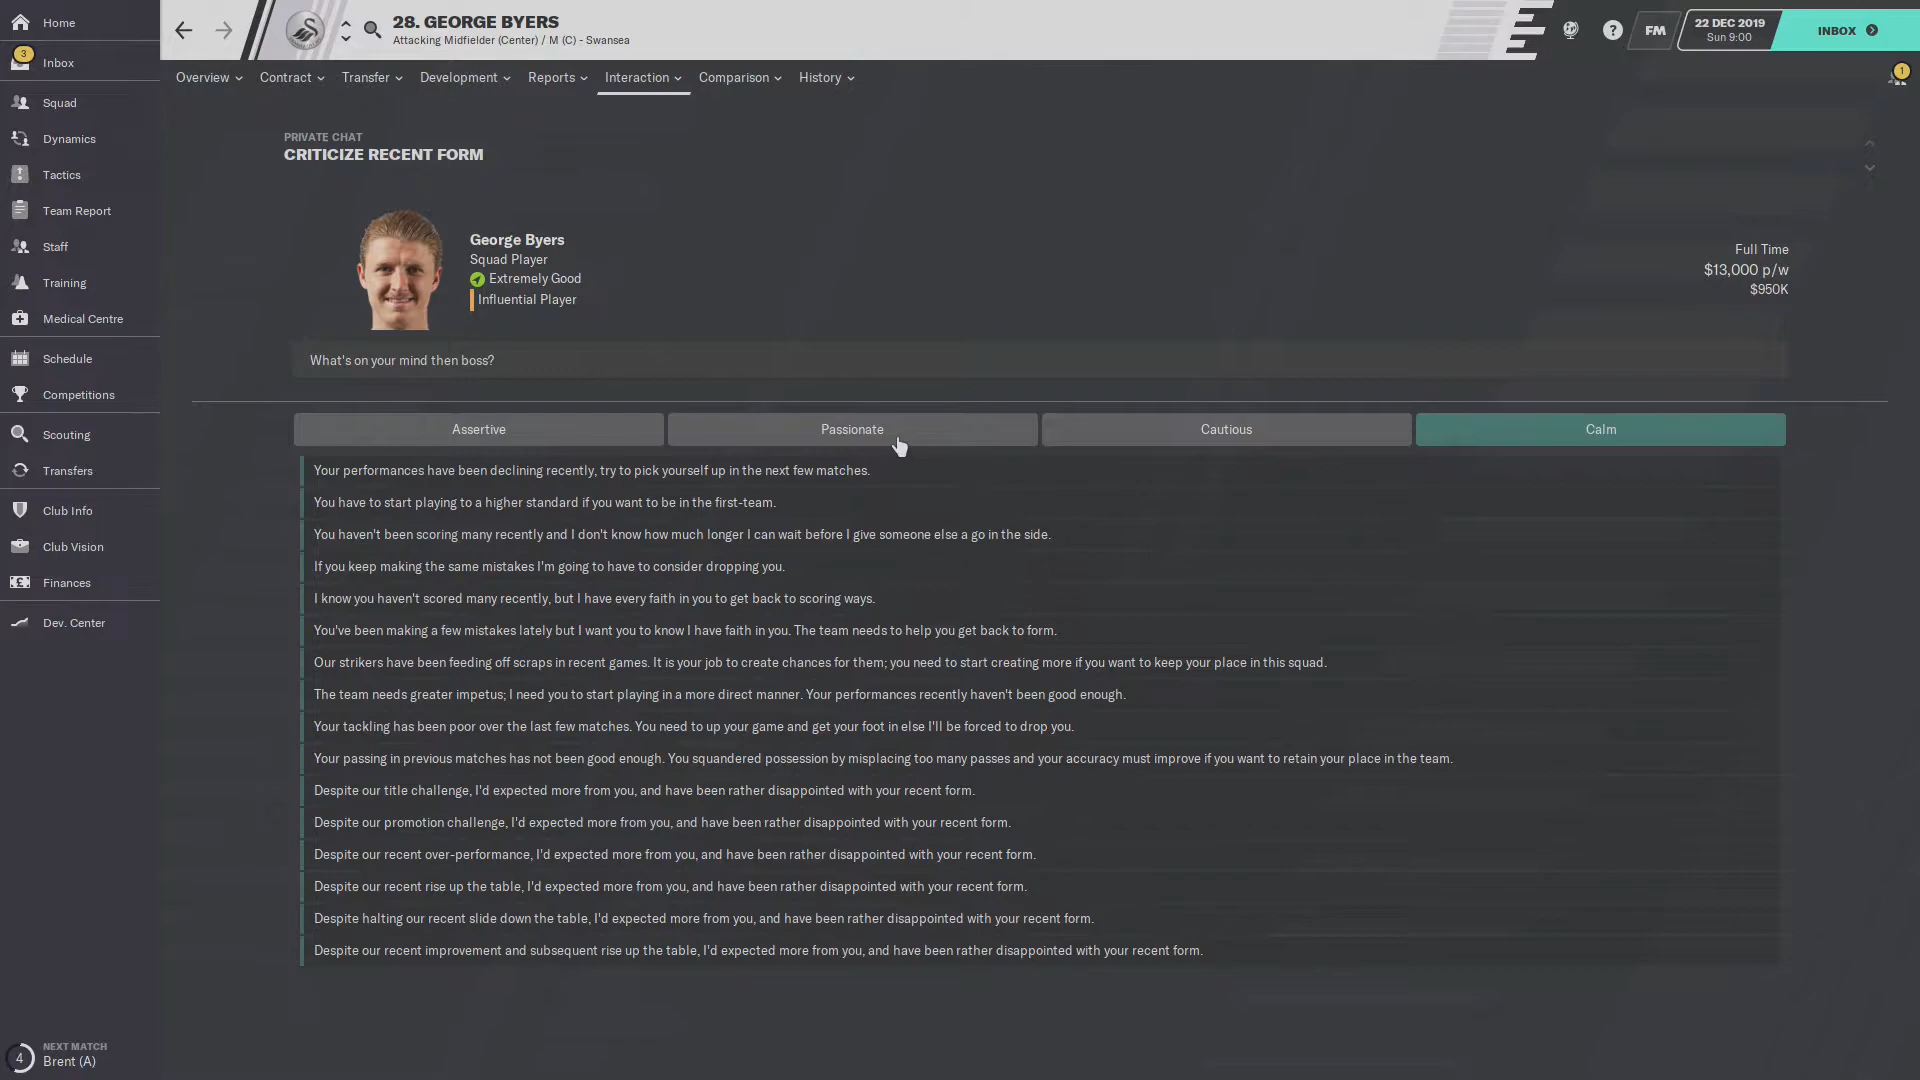 Home
3
Inbox
Squad
Dynamics
Tactics
Team Report
Staff
Training
Medical Centre
Schedule
Competitions
Scouting
Transfers
Club Info
Club Vision
Finances
Dev. Center
4
NEXT MATCH
Brent (A)
28. GEORGE BYERS
Attacking Midfielder (Center) / M (C) - Swansea
?
FM
22 DEC 2019
Sun 9:00
INBOX
Overview
Contract
Transfer
Development
Reports
Interaction
Comparison
History
1
PRIVATE CHAT
CRITICIZE RECENT FORM
George Byers
Squad Player
Extremely Good
Influential Player
Full Time
$13,000 p/w
$950K
What's on your mind then boss?
Assertive
Passionate
Cautious
Calm
Your performances have been declining recently, try to pick yourself up in the next few matches.
You have to start playing to a higher standard if you want to be in the first-team.
You haven't been scoring many recently and I don't know how much longer I can wait before I give someone else a go in the side.
If you keep making the same mistakes I'm going to have to consider dropping you.
I know you haven't scored many recently, but I have every faith in you to get back to scoring ways.
You've been making a few mistakes lately but I want you to know I have faith in you. The team needs to help you get back to form.
Our strikers have been feeding off scraps in recent games. It is your job to create chances for them; you need to start creating more if you want to keep your place in this squad.
The team needs greater impetus; I need you to start playing in a more direct manner. Your performances recently haven't been good enough.
Your tackling has been poor over the last few matches. You need to up your game and get your foot in else I'll be forced to drop you.
Your passing in previous matches has not been good enough. You squandered possession by misplacing too many passes and your accuracy must improve if you want to retain your place in the team.
Despite our title challenge, I'd expected more from you, and have been rather disappointed with your recent form.
Despite our promotion challenge, I'd expected more from you, and have been rather disappointed with your recent form.
Despite our recent over-performance, I'd expected more from you, and have been rather disappointed with your recent form.
Despite our recent rise up the table, I'd expected more from you, and have been rather disappointed with your recent form.
Despite halting our recent slide down the table, I'd expected more from you, and have been rather disappointed with your recent form.
Despite our recent improvement and subsequent rise up the table, I'd expected more from you, and have been rather disappointed with your recent form.